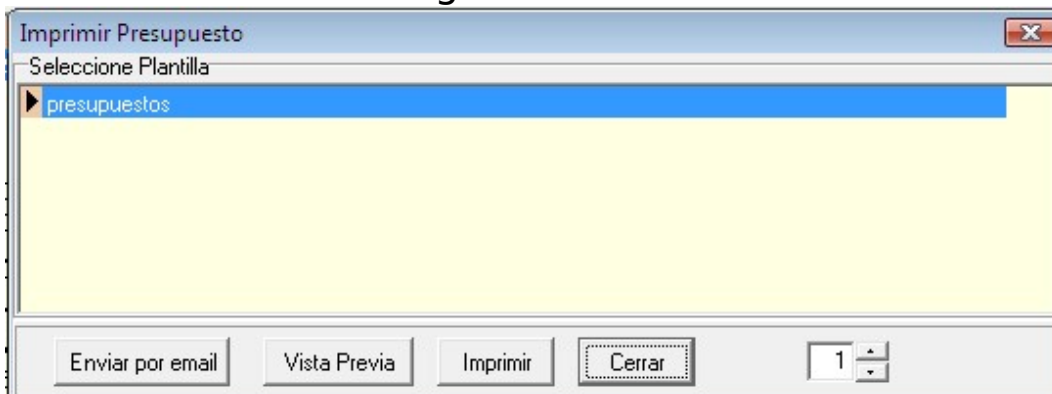 Imprimir Presupuesto
Seleccione Plantilla
presupuestos
Enviar por email Vista Previa Imprimir Cerrar 1